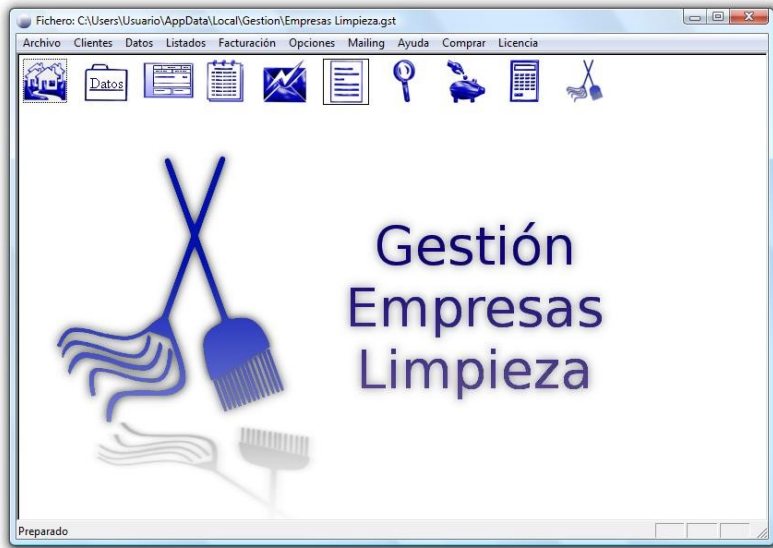 Fichero: C:\Users\Usuario\AppData\Local\Gestion\Empresas Limpieza.gst
Archivo Clientes Datos Listados Facturación Opciones Mailing Ayuda Comprar Licencia
Datos
Gestión
Empresas
Limpieza
Preparado